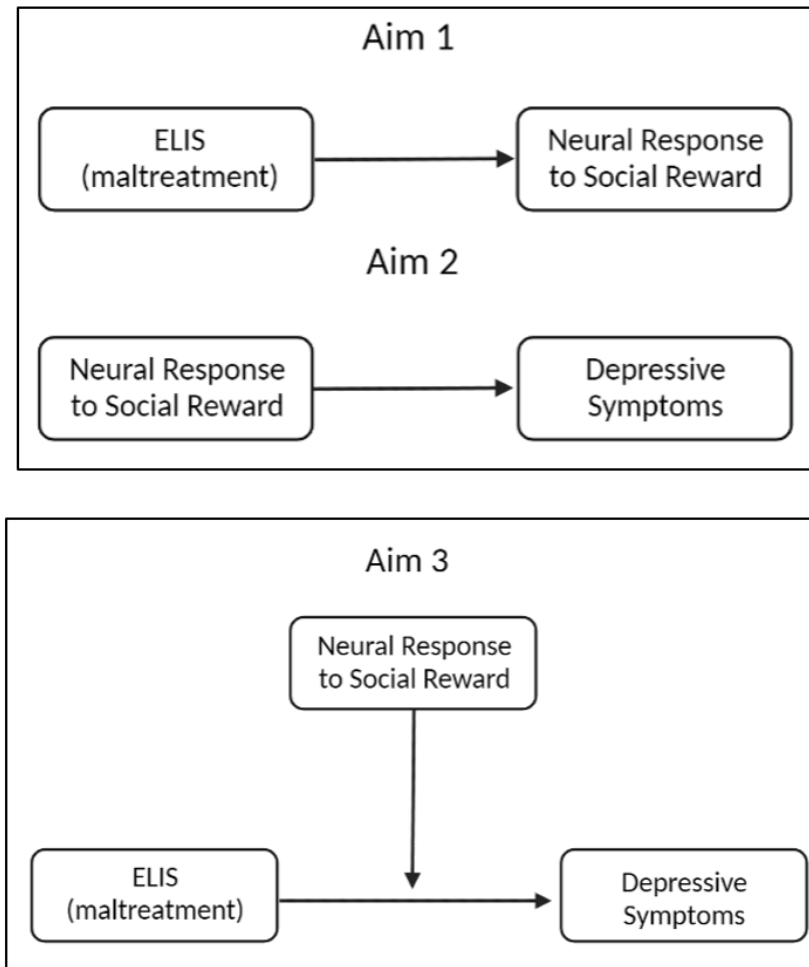 Aim 1
ELIS
(maltreatment)
Neural Response
to Social Reward
Aim 2
Neural Response
to Social Reward
Depressive
Symptoms
Aim 3
Neural Response
to Social Reward
ELIS
(maltreatment)
Depressive
Symptoms